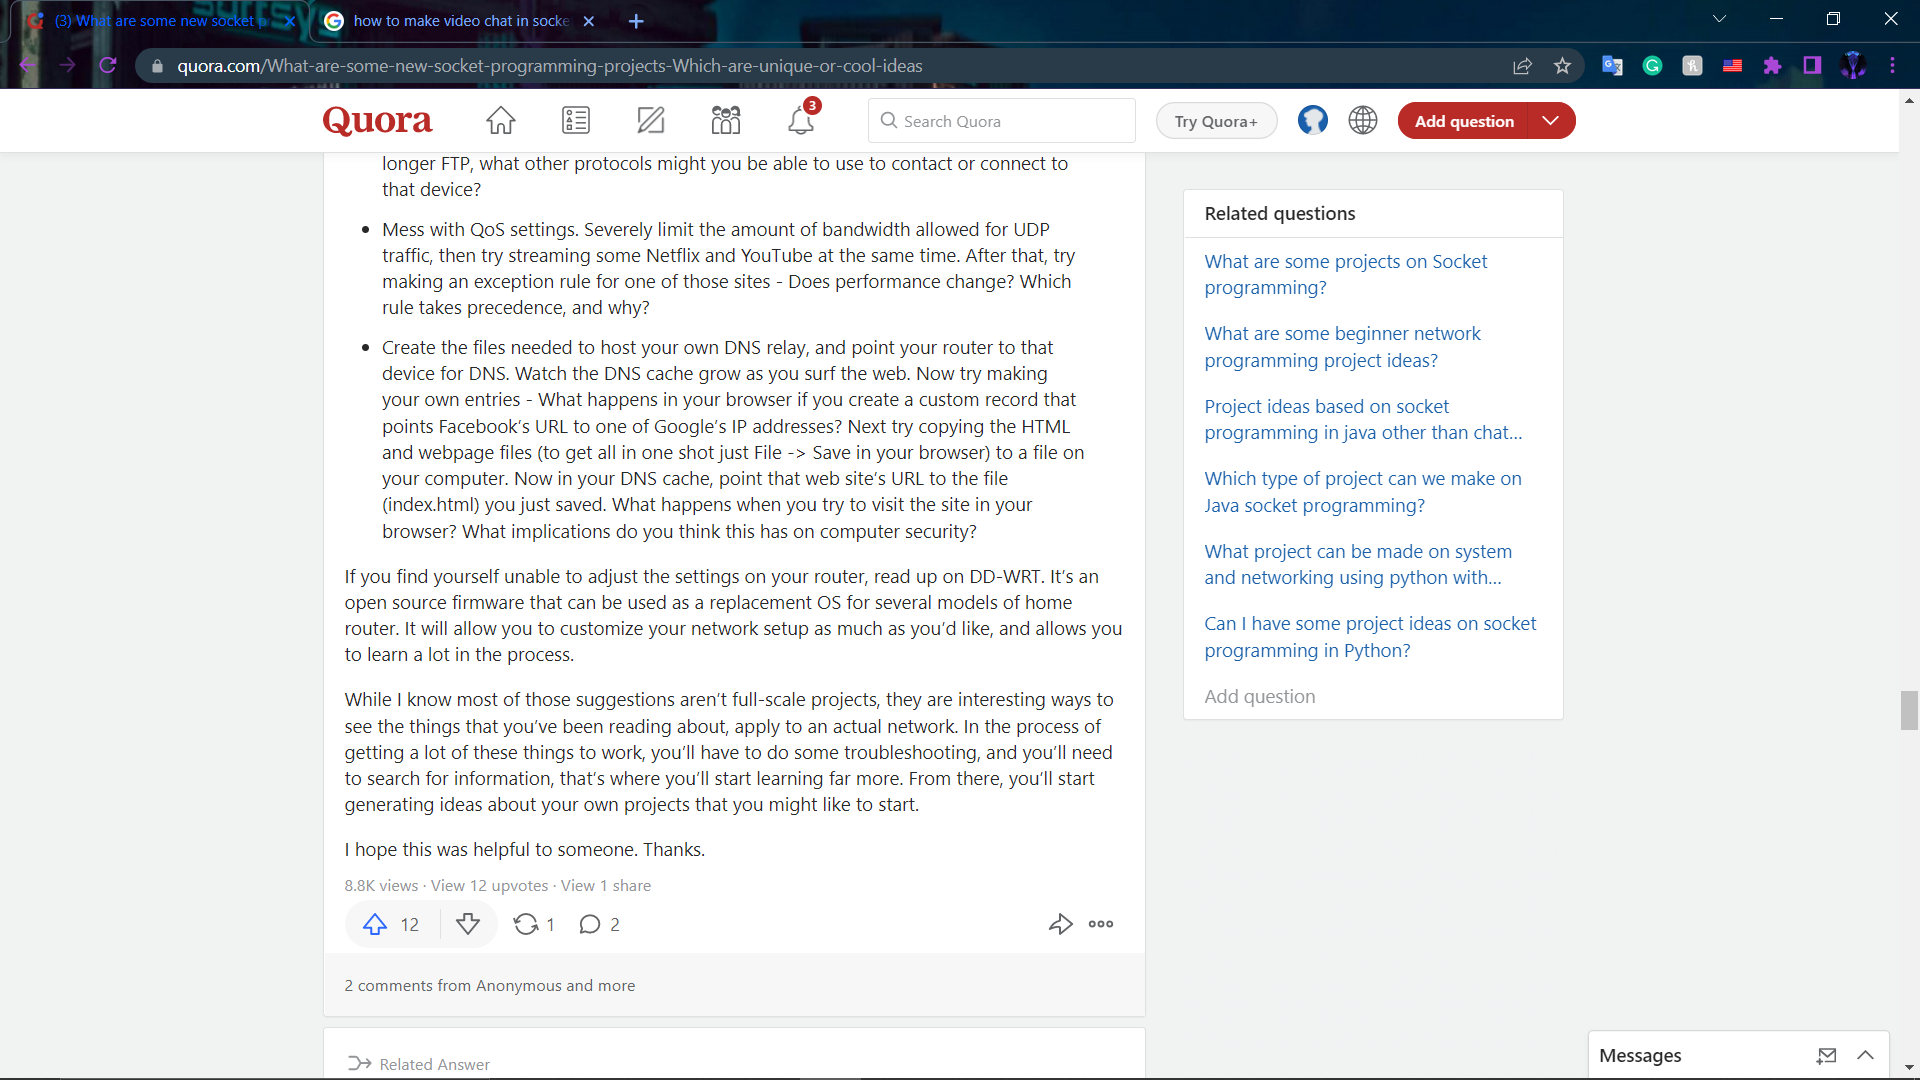 (3) What are some new socket p
how to make video chat in socke
quora.com/What-are-some-new-socket-programming-projects-Which-are-unique-or-cool-ideas
Quora
3
Search Quora
Try Quora+
Add question
longer FTP, what other protocols might you be able to use to contact or connect to
that device?
• Mess with QoS settings. Severely limit the amount of bandwidth allowed for UDP
traffic, then try streaming some Netflix and YouTube at the same time. After that, try
making an exception rule for one of those sites - Does performance change? Which
rule takes precedence, and why?
• Create the files needed to host your own DNS relay, and point your router to that
device for DNS. Watch the DNS cache grow as you surf the web. Now try making
your own entries - What happens in your browser if you create a custom record that
points Facebook's URL to one of Google's IP addresses? Next try copying the HTML
and webpage files (to get all in one shot just File -> Save in your browser) to a file on
your computer. Now in your DNS cache, point that web site's URL to the file
(index.html) you just saved. What happens when you try to visit the site in your
browser? What implications do you think this has on computer security?
If you find yourself unable to adjust the settings on your router, read up on DD-WRT. It's an
open source firmware that can be used as a replacement OS for several models of home
router. It will allow you to customize your network setup as much as you'd like, and allows you
to learn a lot in the process.
While I know most of those suggestions aren't full-scale projects, they are interesting ways to
see the things that you've been reading about, apply to an actual network. In the process of
getting a lot of these things to work, you'll have to do some troubleshooting, and you'll need
to search for information, that's where you'll start learning far more. From there, you'll start
generating ideas about your own projects that you might like to start.
I hope this was helpful to someone. Thanks.
8.8K views · View 12 upvotes · View 1 share
12
1
2
2 comments from Anonymous and more
Related Answer
Related questions
What are some projects on Socket
programming?
What are some beginner network
programming project ideas?
Project ideas based on socket
programming in java other than chat...
Which type of project can we make on
Java socket programming?
What project can be made on system
and networking using python with...
Can I have some project ideas on socket
programming in Python?
Add question
Messages